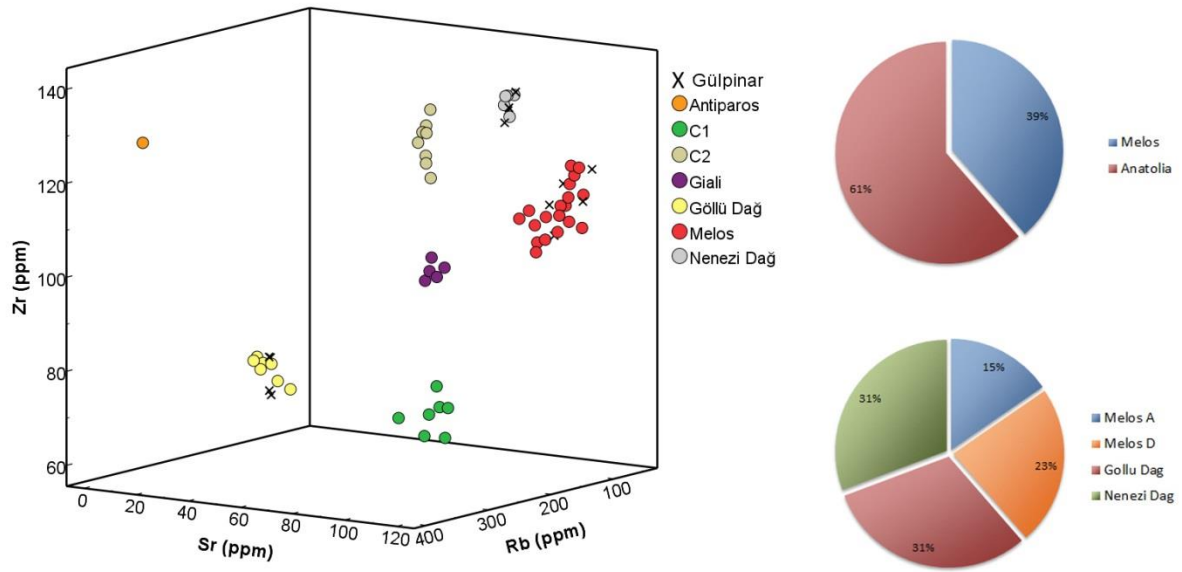 140
120
100
80
60
Zr (ppm)
0
20
40
60
80
100
120
Sr (ppm)
400
300
200
100
Rb (ppm)
X Gülpinar
Antiparos
C1
C2
Giali
Göllü Dağ
Melos
Nenezi Dağ
39%
61%
Melos
Anatolia
15%
23%
31%
31%
Melos A
Melos D
Gollu Dag
Nenezi Dag